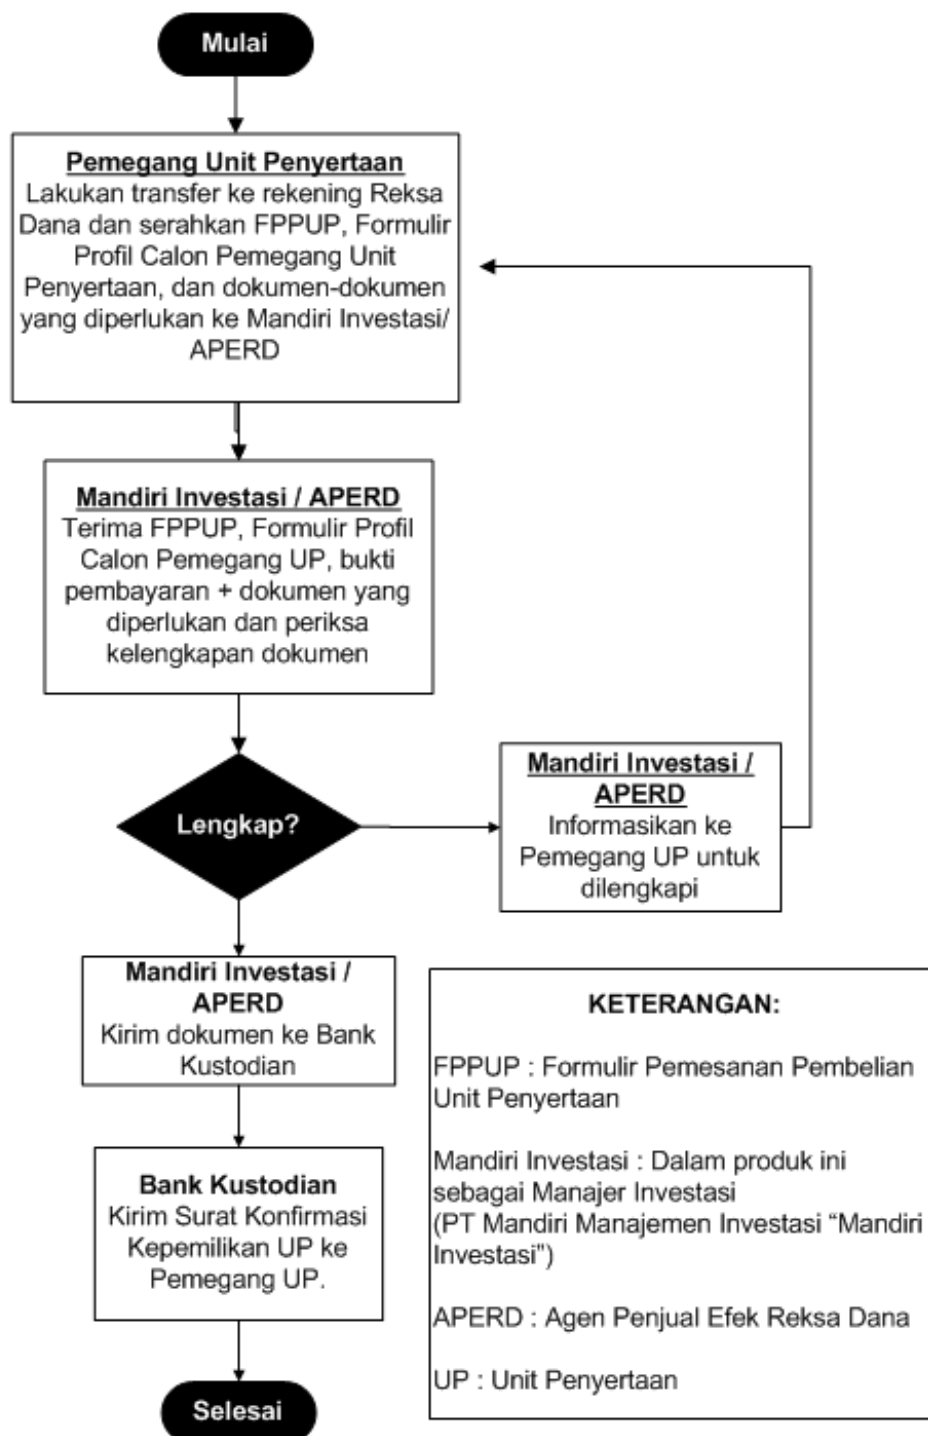 Mulai
Pemegang Unit Penyertaan
Lakukan transfer ke rekening Reksa
Dana dan serahkan FPPUP, Formulir
Profil Calon Pemegang Unit
Penyertaan, dan dokumen-dokumen
yang diperlukan ke Mandiri Investasi/
APERD
Mandiri Investasi / APERD
Terima FPPUP, Formulir Profil
Calon Pemegang UP, bukti
pembayaran + dokumen yang
diperlukan dan periksa
kelengkapan dokumen
Lengkap?
Mandiri Investasi /
APERD
Informasikan ke
Pemegang UP untuk
dilengkapi
Mandiri Investasi /
APERD
Kirim dokumen ke Bank
Kustodian
Bank Kustodian
Kirim Surat Konfirmasi
Kepemilikan UP ke
Pemegang UP.
Selesai
KETERANGAN:
FPPUP : Formulir Pemesanan Pembelian
Unit Penyertaan
Mandiri Investasi : Dalam produk ini
sebagai Manajer Investasi
(PT Mandiri Manajemen Investasi “Mandiri
Investasi”)
APERD : Agen Penjual Efek Reksa Dana
UP : Unit Penyertaan